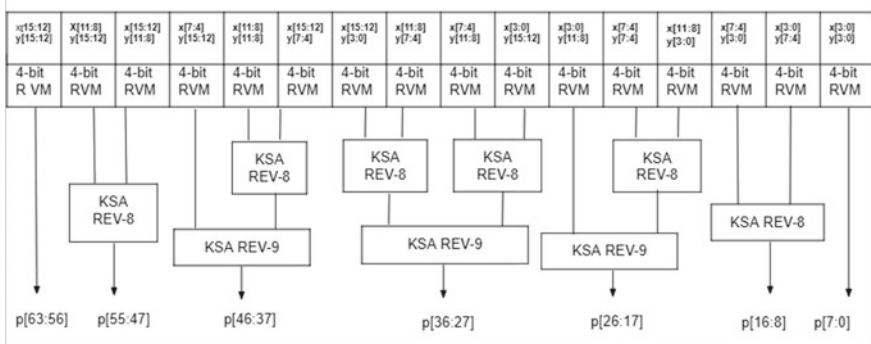 x[15:12] X[11:8] x[15:12] x[7:4] x[11:8] x[15:12] x[11:8] x[7:4] x[3:0] x[3:0] x[7:4] x[11:8] x[7:4] x[3:0] x[3:0]
y[15:12] y[15:12] y[11:8] y[15:12] y[11:8] y[7:4] y[3:0] y[7:4] y[11:8] y[15:12] y[11:8] y[7:4] y[3:0] y[3:0] y[7:4] y[3:0]
4-bit 4-bit 4-bit 4-bit 4-bit 4-bit 4-bit 4-bit 4-bit 4-bit 4-bit 4-bit 4-bit 4-bit 4-bit 4-bit
R VM RVM RVM RVM RVM RVM RVM RVM RVM RVM RVM RVM RVM RVM RVM RVM
KSA KSA KSA KSA
REV-8 REV-8 REV-8 REV-8
KSA
REV-8
KSA REV-8
KSA REV-9 KSA REV-9 KSA REV-9
p[63:56] p[55:47] p[46:37] p[36:27] p[26:17] p[16:8] p[7:0]